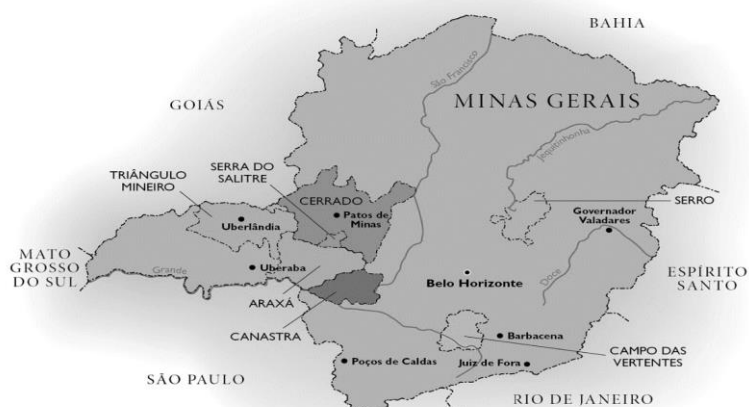 BAHIA
São Francisco
GOIÁS
MINAS GERAIS
Jequitinhonha
SERRA DO
SALITRE
TRIÂNGULO
MINEIRO
CERRADO
Patos de
Minas
SERRO
Uberlândia
Governador
Valadares
MATO
GROSSO
DO SUL
Grande
Uberaba
Belo Horizonte
Doce
ESPÍRITO
SANTO
ARAXÁ
CANASTRA
Barbacena
CAMPO DAS
VERTENTES
Poços de Caldas
Juiz de Fora
SÃO PAULO
RIO DE JANEIRO